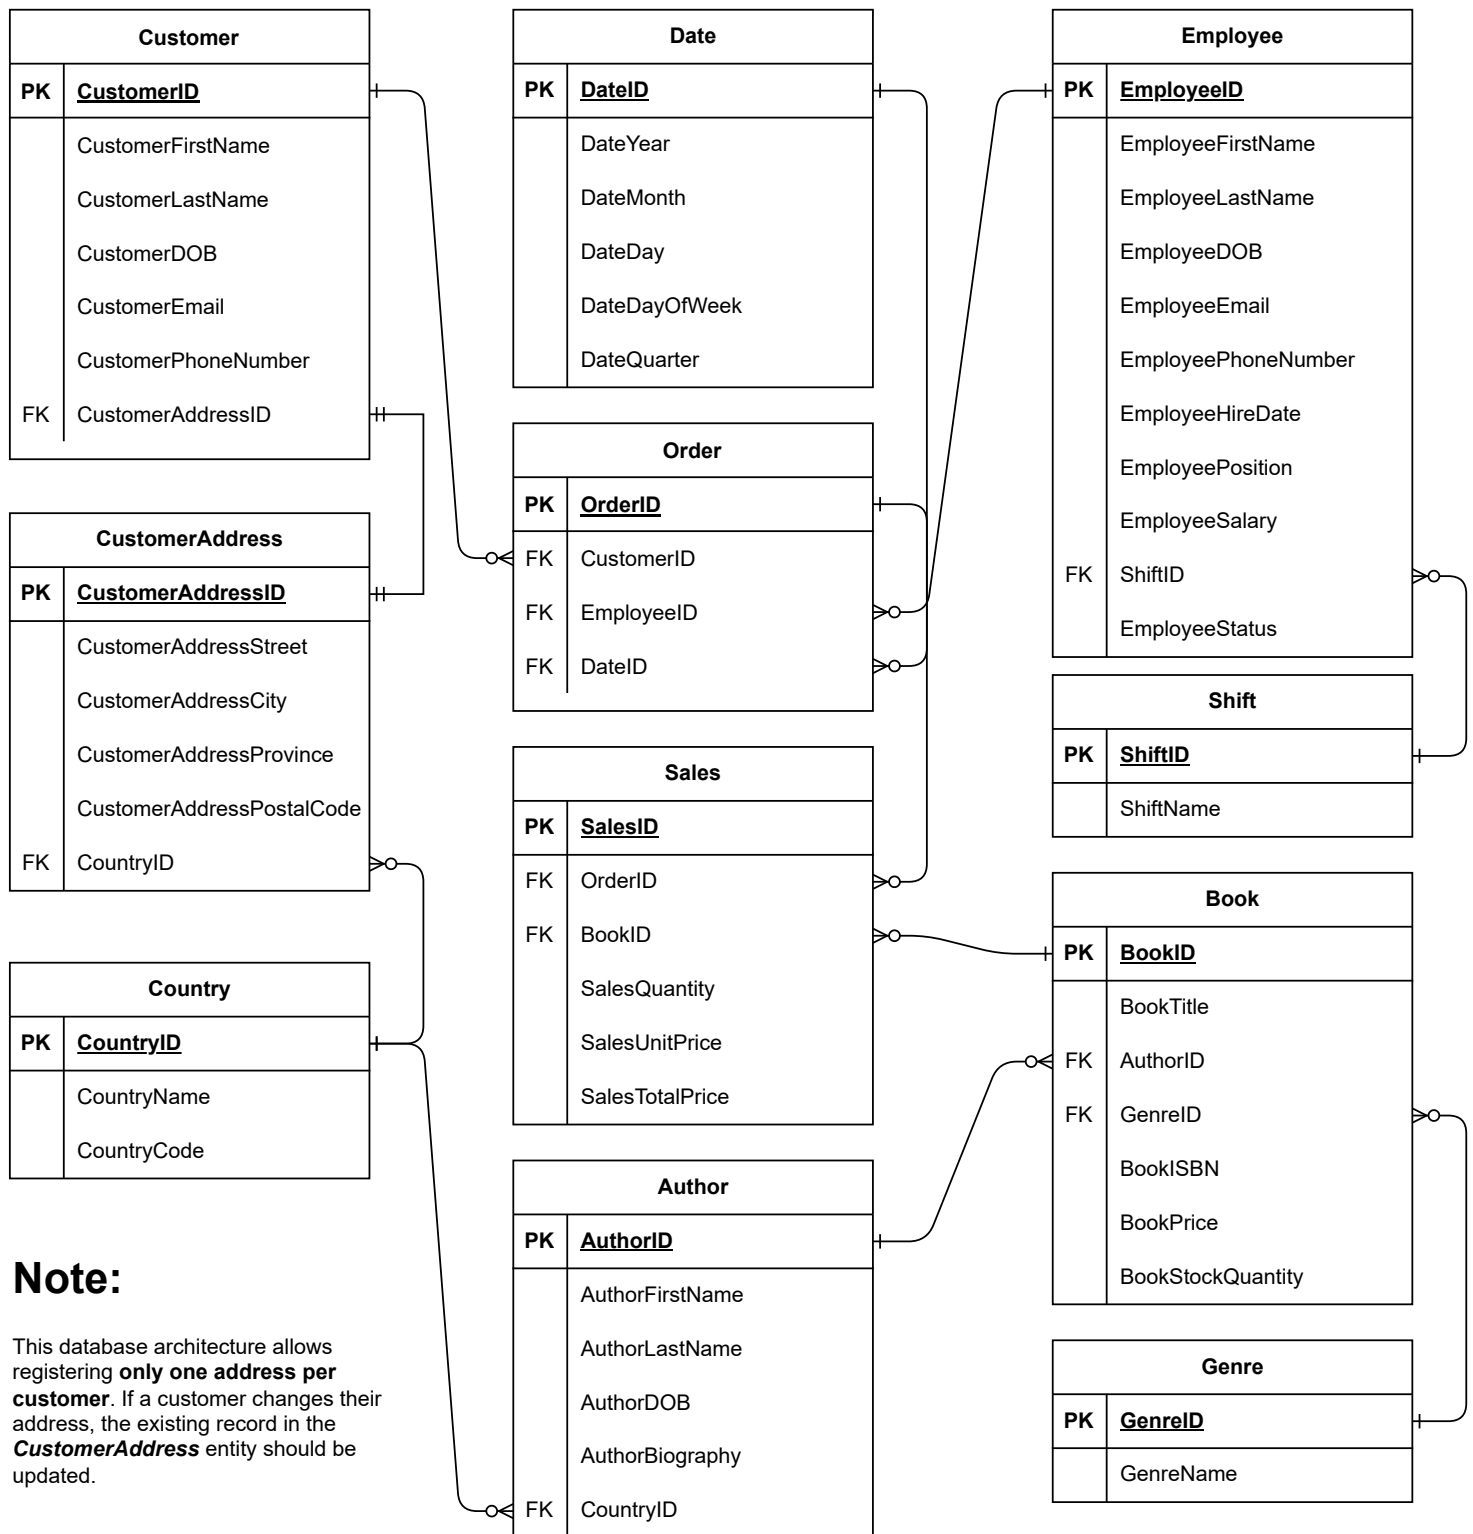 Customer
PK CustomerID
CustomerFirstName
CustomerLastName
CustomerDOB
CustomerEmail
CustomerPhoneNumber
FK CustomerAddressID
CustomerAddress
PK CustomerAddressID
CustomerAddressStreet
CustomerAddressCity
CustomerAddressProvince
CustomerAddressPostalCode
FK CountryID
Country
PK CountryID
CountryName
CountryCode
Note:
This database architecture allows
registering only one address per
customer. If a customer changes their
address, the existing record in the
CustomerAddress entity should be
updated.
Date
PK DateID
DateYear
DateMonth
DateDay
DateDayOfWeek
DateQuarter
Order
PK OrderID
FK CustomerID
FK EmployeeID
FK DateID
Sales
PK SalesID
FK OrderID
FK BookID
SalesQuantity
SalesUnitPrice
SalesTotalPrice
Author
PK AuthorID
AuthorFirstName
AuthorLastName
AuthorDOB
AuthorBiography
FK CountryID
Employee
PK EmployeeID
EmployeeFirstName
EmployeeLastName
EmployeeDOB
EmployeeEmail
EmployeePhoneNumber
EmployeeHireDate
EmployeePosition
EmployeeSalary
FK ShiftID
EmployeeStatus
Shift
PK ShiftID
ShiftName
Book
PK BookID
BookTitle
FK AuthorID
FK GenreID
BookISBN
BookPrice
BookStockQuantity
Genre
PK GenreID
GenreName